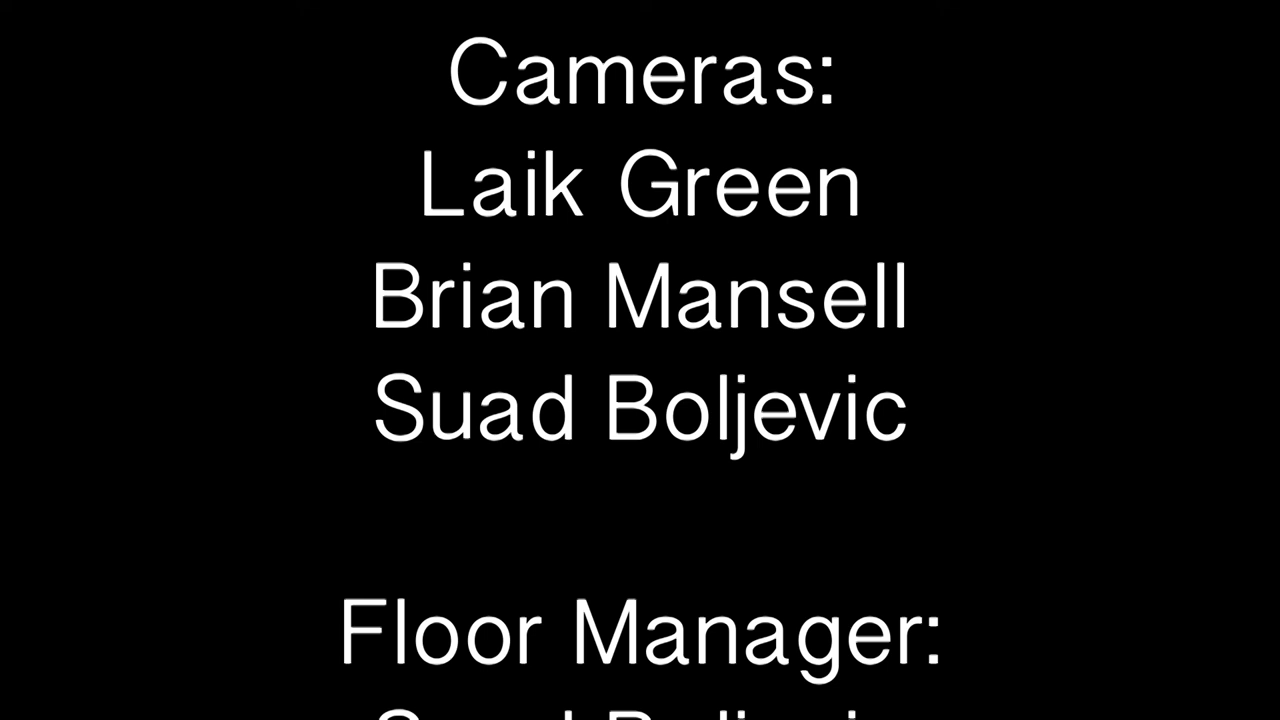 Cameras:
Laik Green
Brian Mansell
Suad Boljevic
Floor Manager: